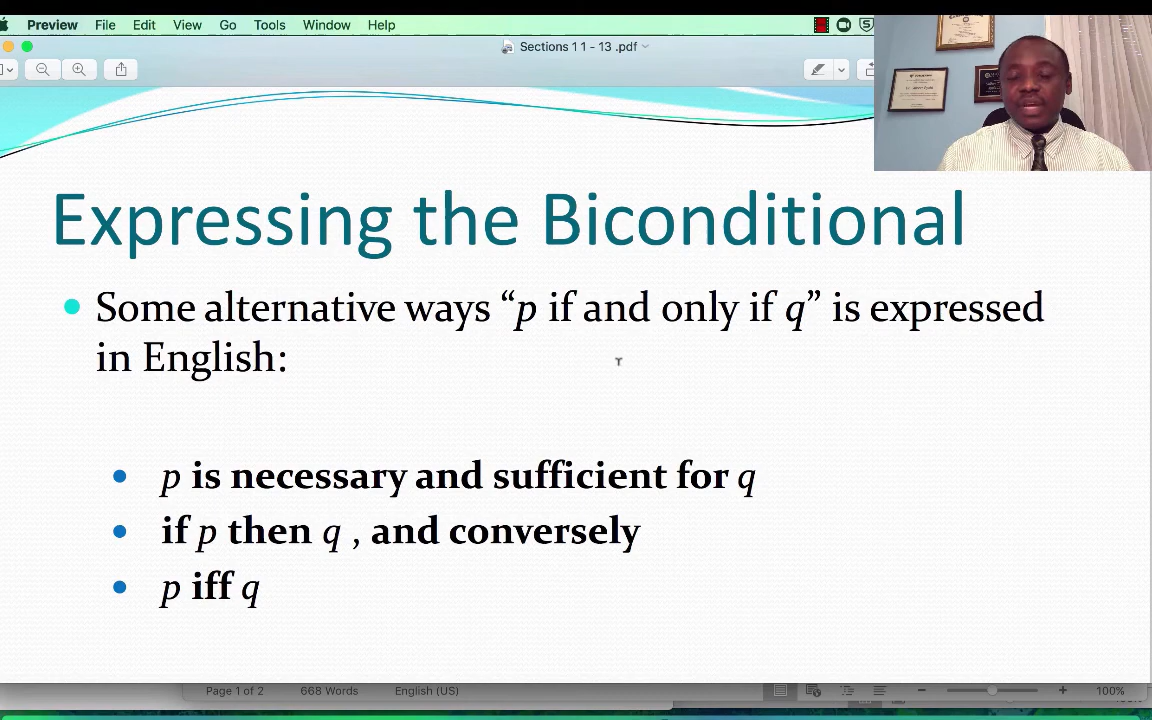 Preview File Edit View Go Tools Window Help
Sections 1 1 - 13 .pdf
Expressing the Biconditional
Some alternative ways “p if and only if q” is expressed
in English:
p is necessary and sufficient for q
if p then q , and conversely
p iff q
Page 1 of 2 668 Words English (US) 100%